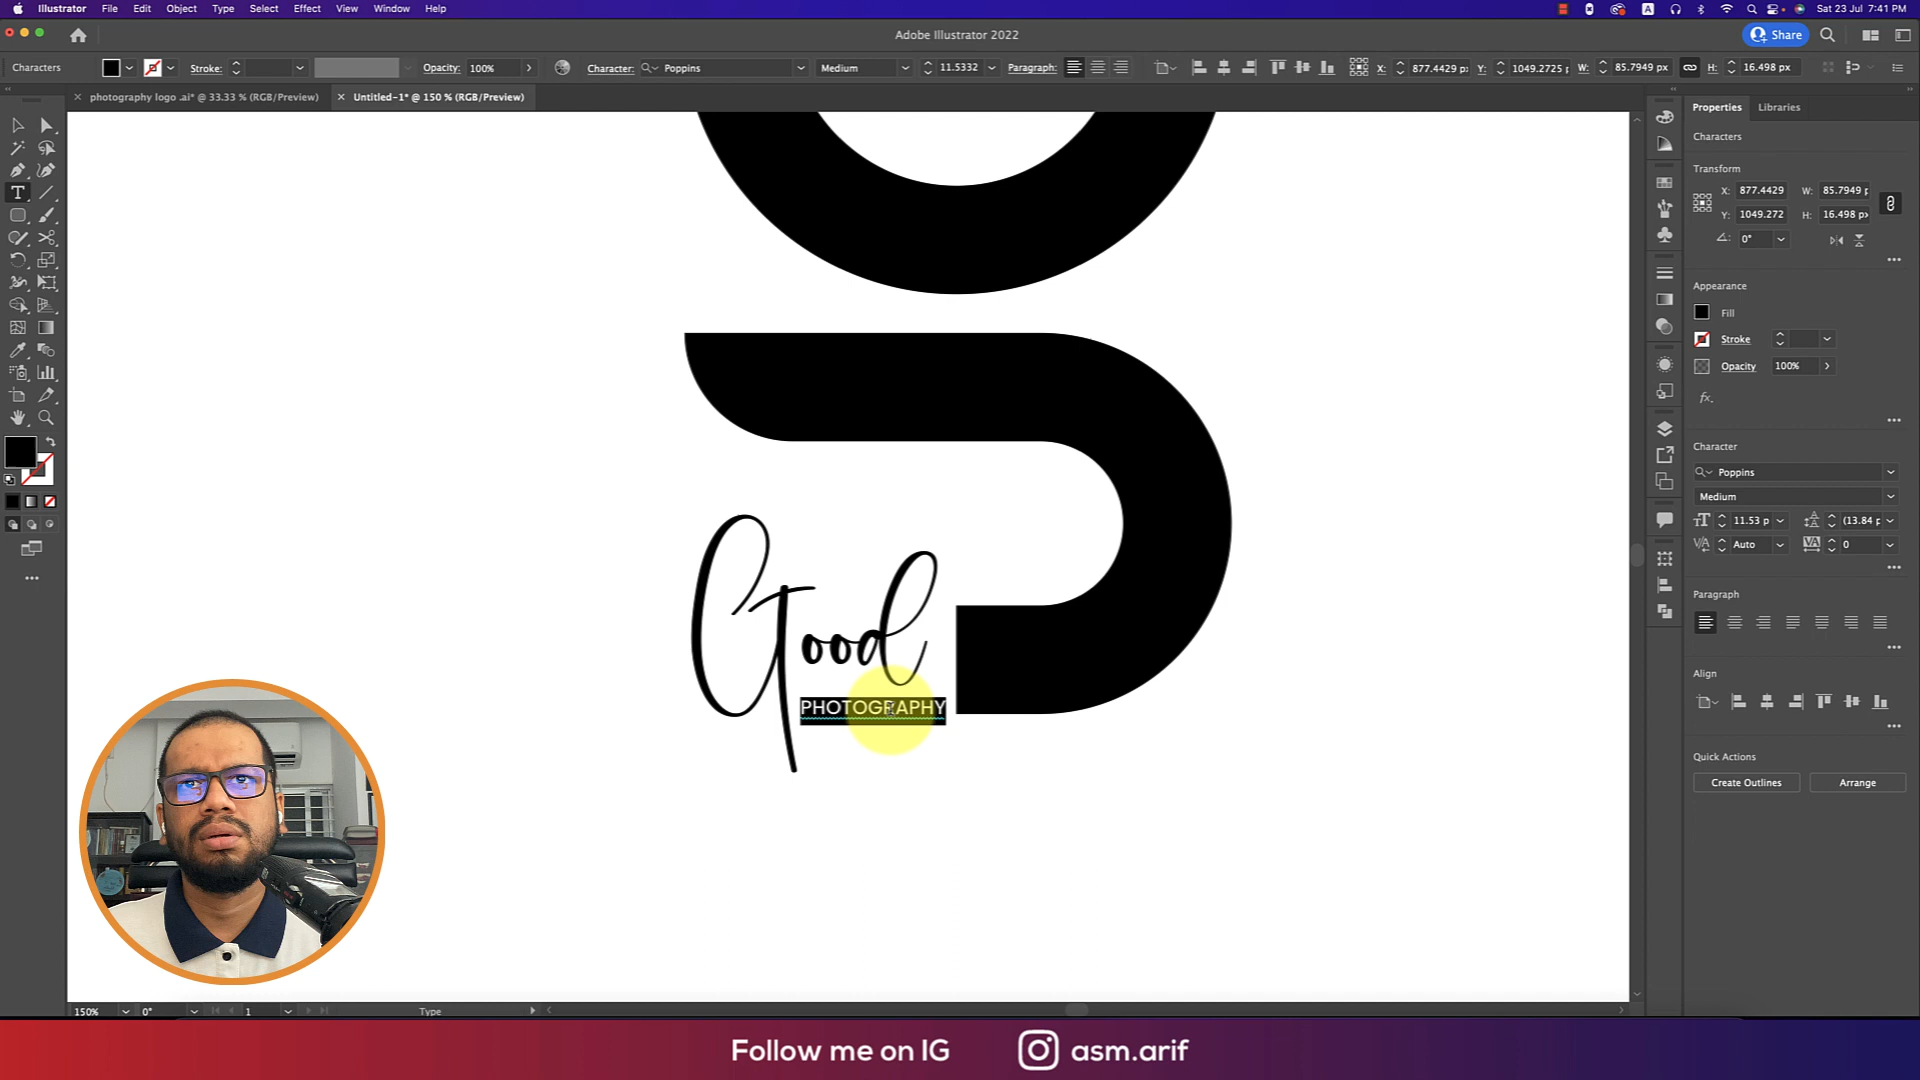 Illustrator File Edit Object Type Select Effect View Window Help
A Sat 23 Jul 7:41 PM
Adobe Illustrator 2022
Share
Characters Stroke: Opacity: 100% Character: Poppins Medium 11.5332 Paragraph: X: 877.4429 px Y: 1049.2725 W: 85.7949 px H: 16.498 px
photography logo .ai* @ 33.33 % (RGB/Preview) Untitled-1* @ 150 % (RGB/Preview)
Properties Libraries
Characters
Transform
X: 877.4429 W: 85.7949
Y: 1049.272 H: 16.498 px
0°
Appearance
Fill
Stroke
Opacity 100%
fx.
Character
Poppins
Medium
11.53 p (13.84 p
Auto 0
Paragraph
Align
Quick Actions
Create Outlines Arrange
Good
PHOTOGRAPHY
150% 0° 1 Type
Follow me on IG asm.arif